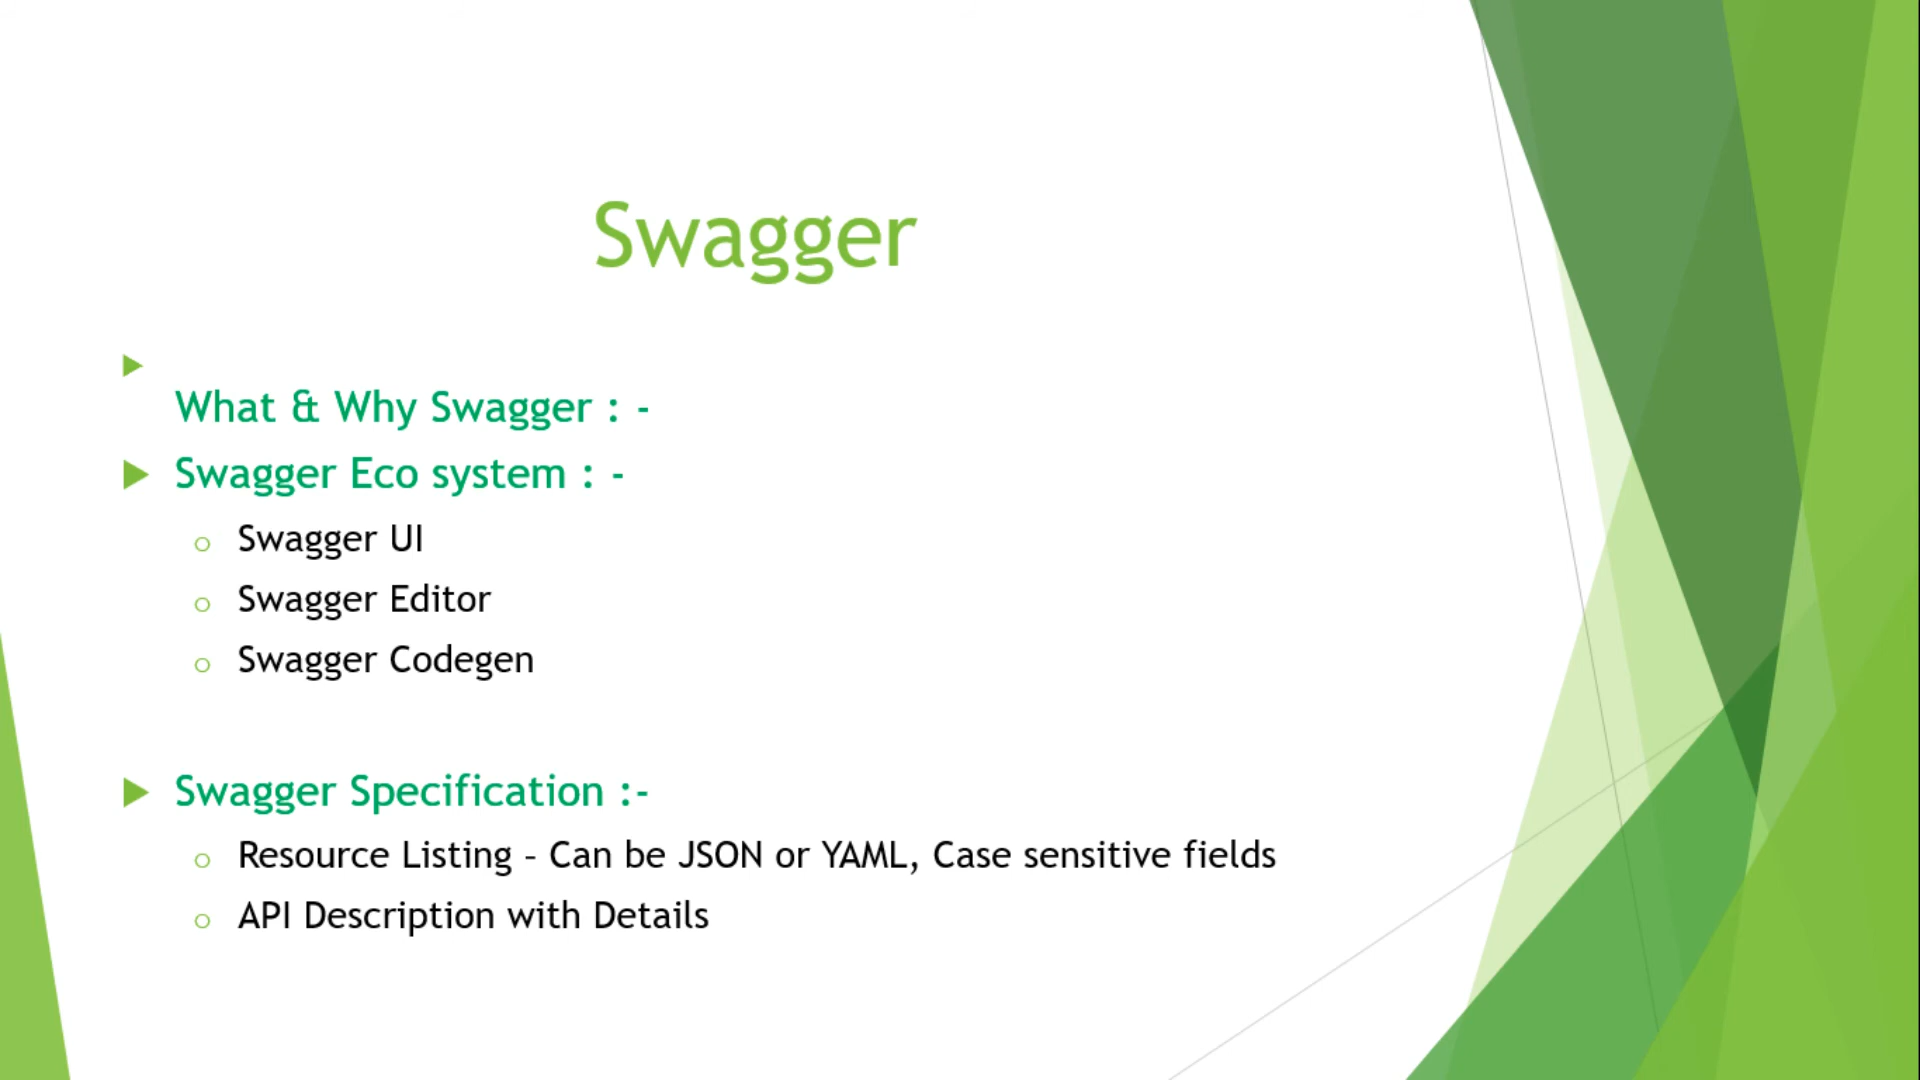 Swagger
What & Why Swagger : -
Swagger Eco system : -
Swagger UI
Swagger Editor
Swagger Codegen
Swagger Specification :-
Resource Listing – Can be JSON or YAML, Case sensitive fields
API Description with Details